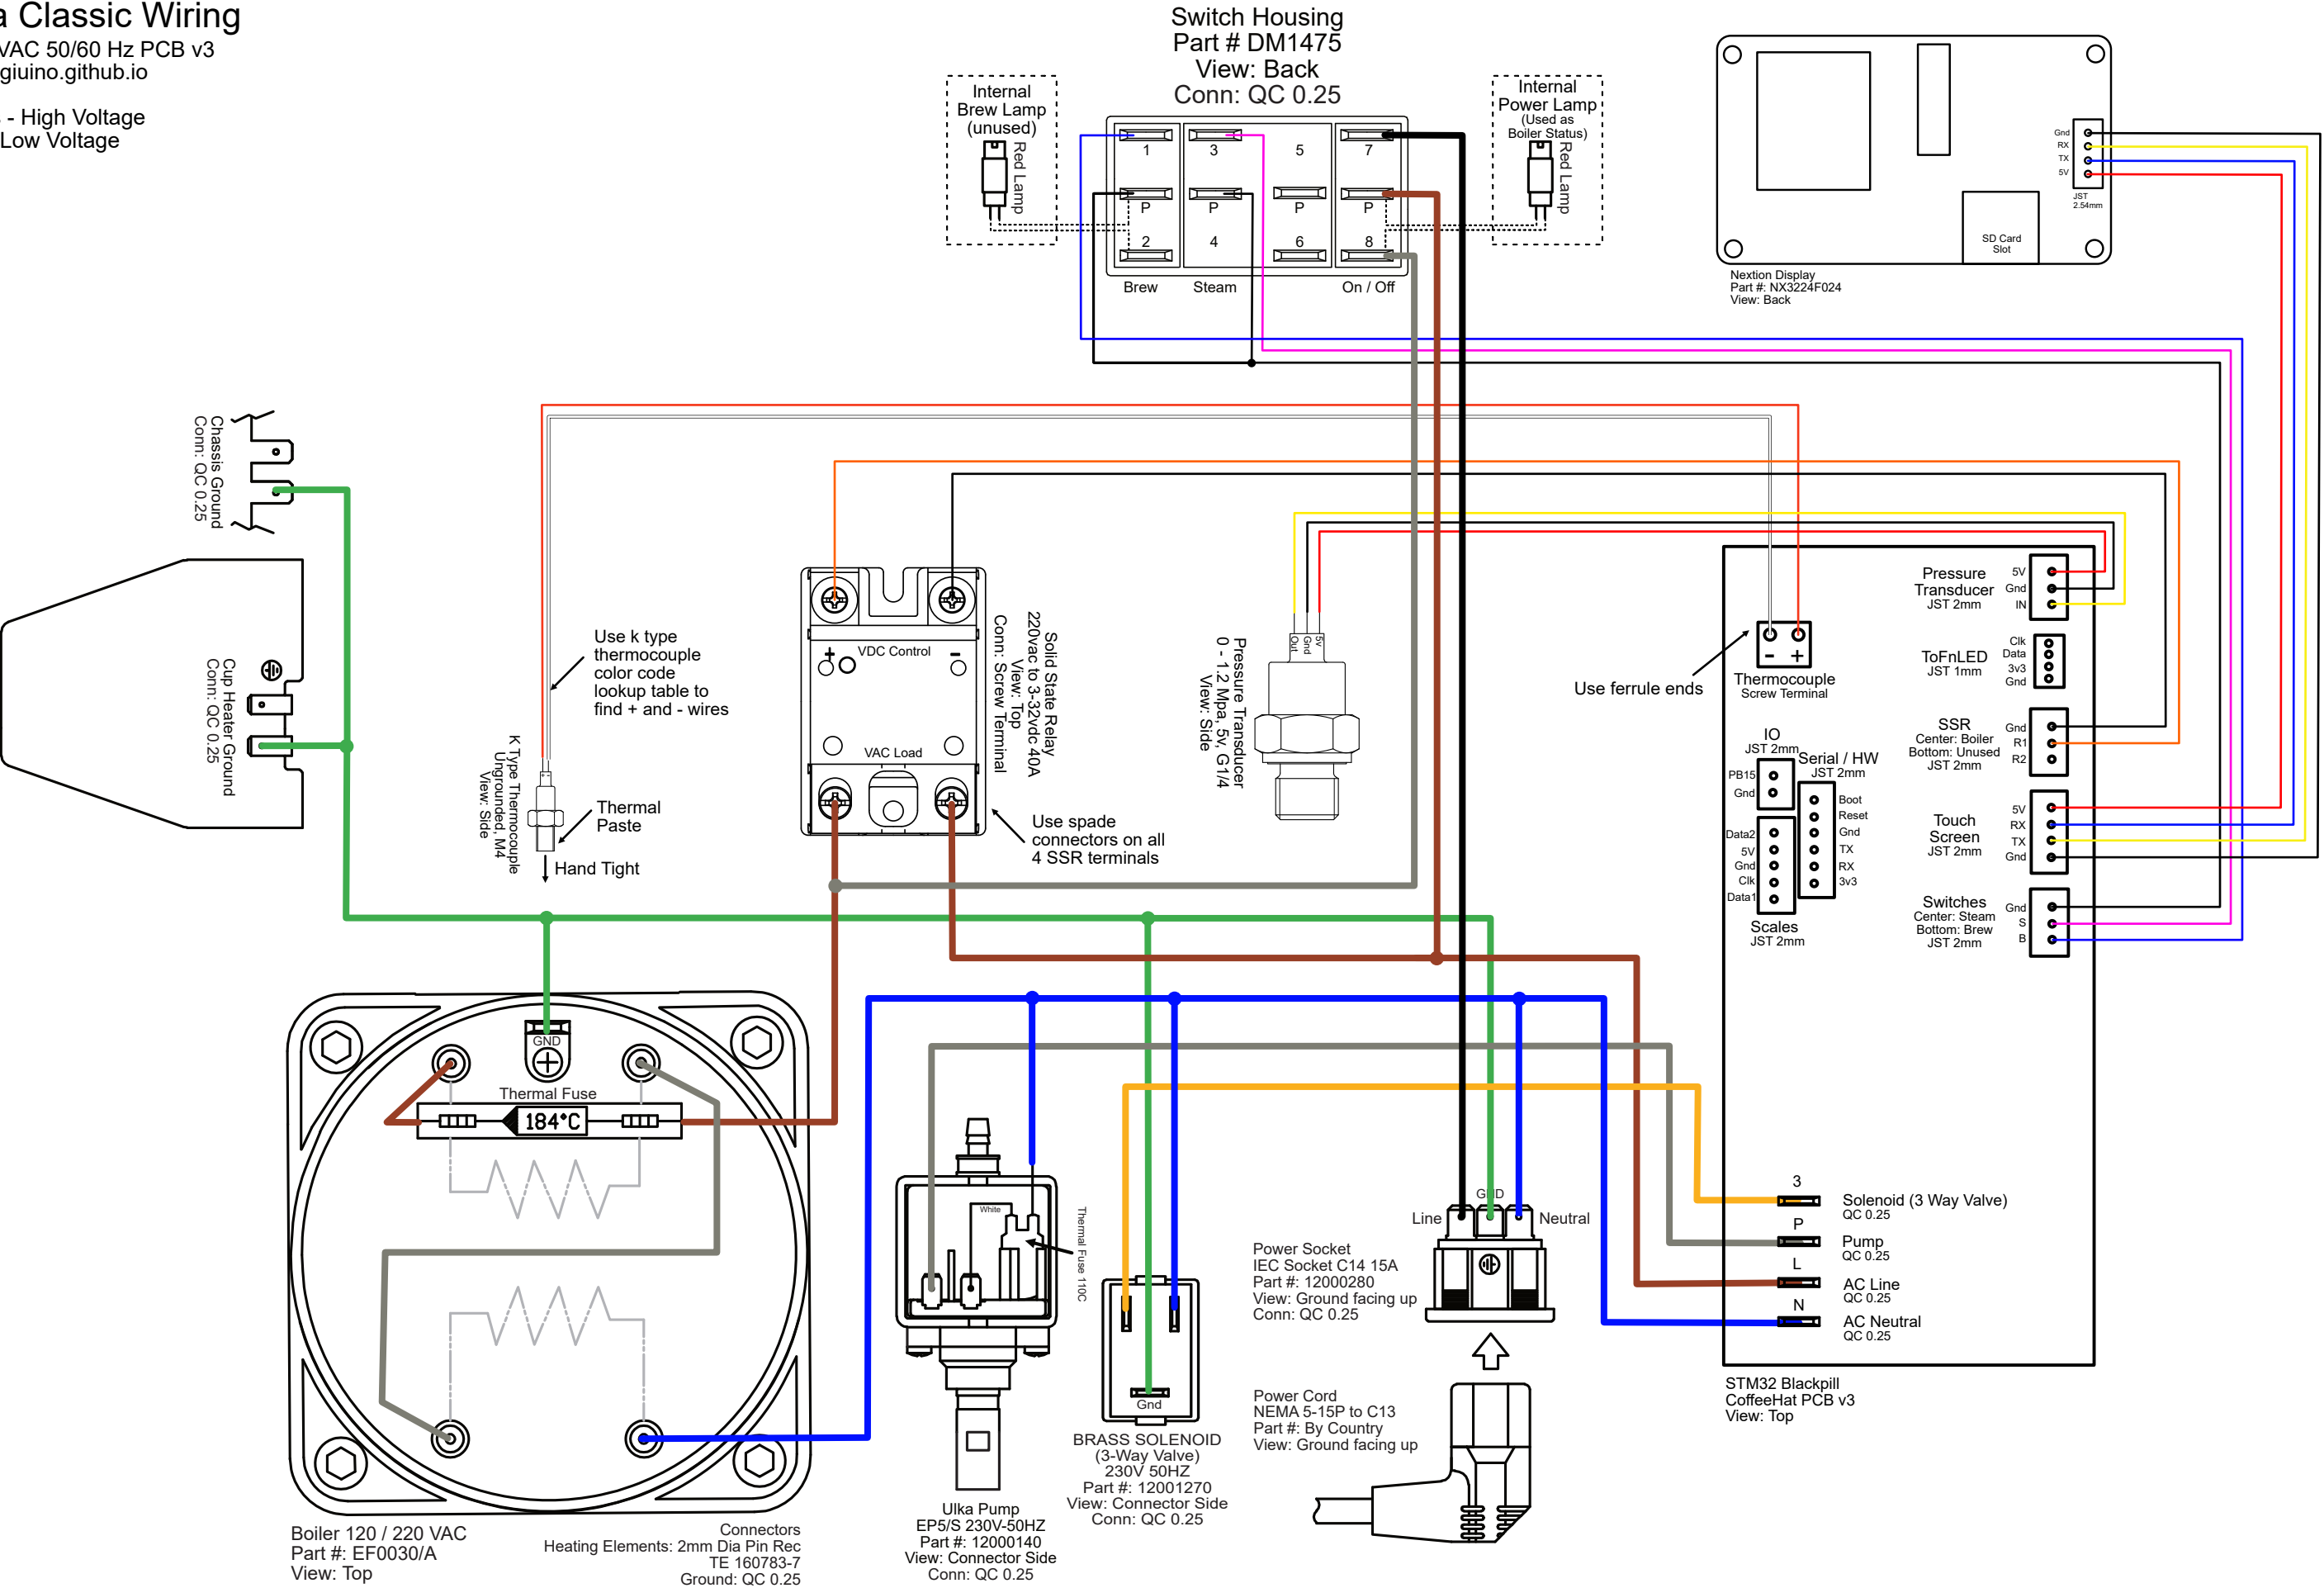 a Classic Wiring
VAC 50/60 Hz PCB v3
giuino.github.io
- High Voltage
Low Voltage
Switch Housing
Part # DM1475
View: Back
Conn: QC 0.25
Internal
Brew Lamp
(unused)
Red Lamp
Internal
Power Lamp
(Used as
Boiler Status)
Red Lamp
1
3
5
7
P
P
P
P
2
4
6
8
Brew
Steam
On / Off
Gnd
RX
TX
5V
JST
2.54mm
SD Card
Slot
Nextion Display
Part #: NX3224F024
View: Back
Chassis Ground
Conn: QC 0.25
Cup Heater Ground
Conn: QC 0.25
Use k type
thermocouple
color code
lookup table to
find + and - wires
K Type Thermocouple
Ungrounded, M4
View: Side
Thermal
Paste
Hand Tight
+
VDC Control
-
VAC Load
Solid State Relay
220vac to 3-32vdc 40A
View: Top
Conn: Screw Terminal
Use spade
connectors on all
4 SSR terminals
Out
Gnd
5v
Pressure Transducer
0 - 1.2 Mpa, 5v, G1/4
View: Side
Use ferrule ends
- +
Thermocouple
Screw Terminal
Pressure
Transducer
JST 2mm
5V
Gnd
IN
ToFnLED
JST 1mm
Clk
Data
3v3
Gnd
SSR
Center: Boiler
Bottom: Unused
JST 2mm
Gnd
R1
R2
IO
JST 2mm
PB15
Gnd
Serial / HW
JST 2mm
Boot
Reset
Gnd
TX
RX
3v3
Data2
5V
Gnd
Clk
Data1
Scales
JST 2mm
Touch
Screen
JST 2mm
5V
RX
TX
Gnd
Switches
Center: Steam
Bottom: Brew
JST 2mm
Gnd
S
B
GND
Thermal Fuse
184°C
Boiler 120 / 220 VAC
Part #: EF0030/A
View: Top
Connectors
Heating Elements: 2mm Dia Pin Rec
TE 160783-7
Ground: QC 0.25
White
Thermal Fuse 110C
Ulka Pump
EP5/S 230V-50HZ
Part #: 12000140
View: Connector Side
Conn: QC 0.25
Gnd
BRASS SOLENOID
(3-Way Valve)
230V 50HZ
Part #: 12001270
View: Connector Side
Conn: QC 0.25
Line
GND
Neutral
Power Socket
IEC Socket C14 15A
Part #: 12000280
View: Ground facing up
Conn: QC 0.25
Power Cord
NEMA 5-15P to C13
Part #: By Country
View: Ground facing up
3
Solenoid (3 Way Valve)
QC 0.25
P
Pump
QC 0.25
L
AC Line
QC 0.25
N
AC Neutral
QC 0.25
STM32 Blackpill
CoffeeHat PCB v3
View: Top